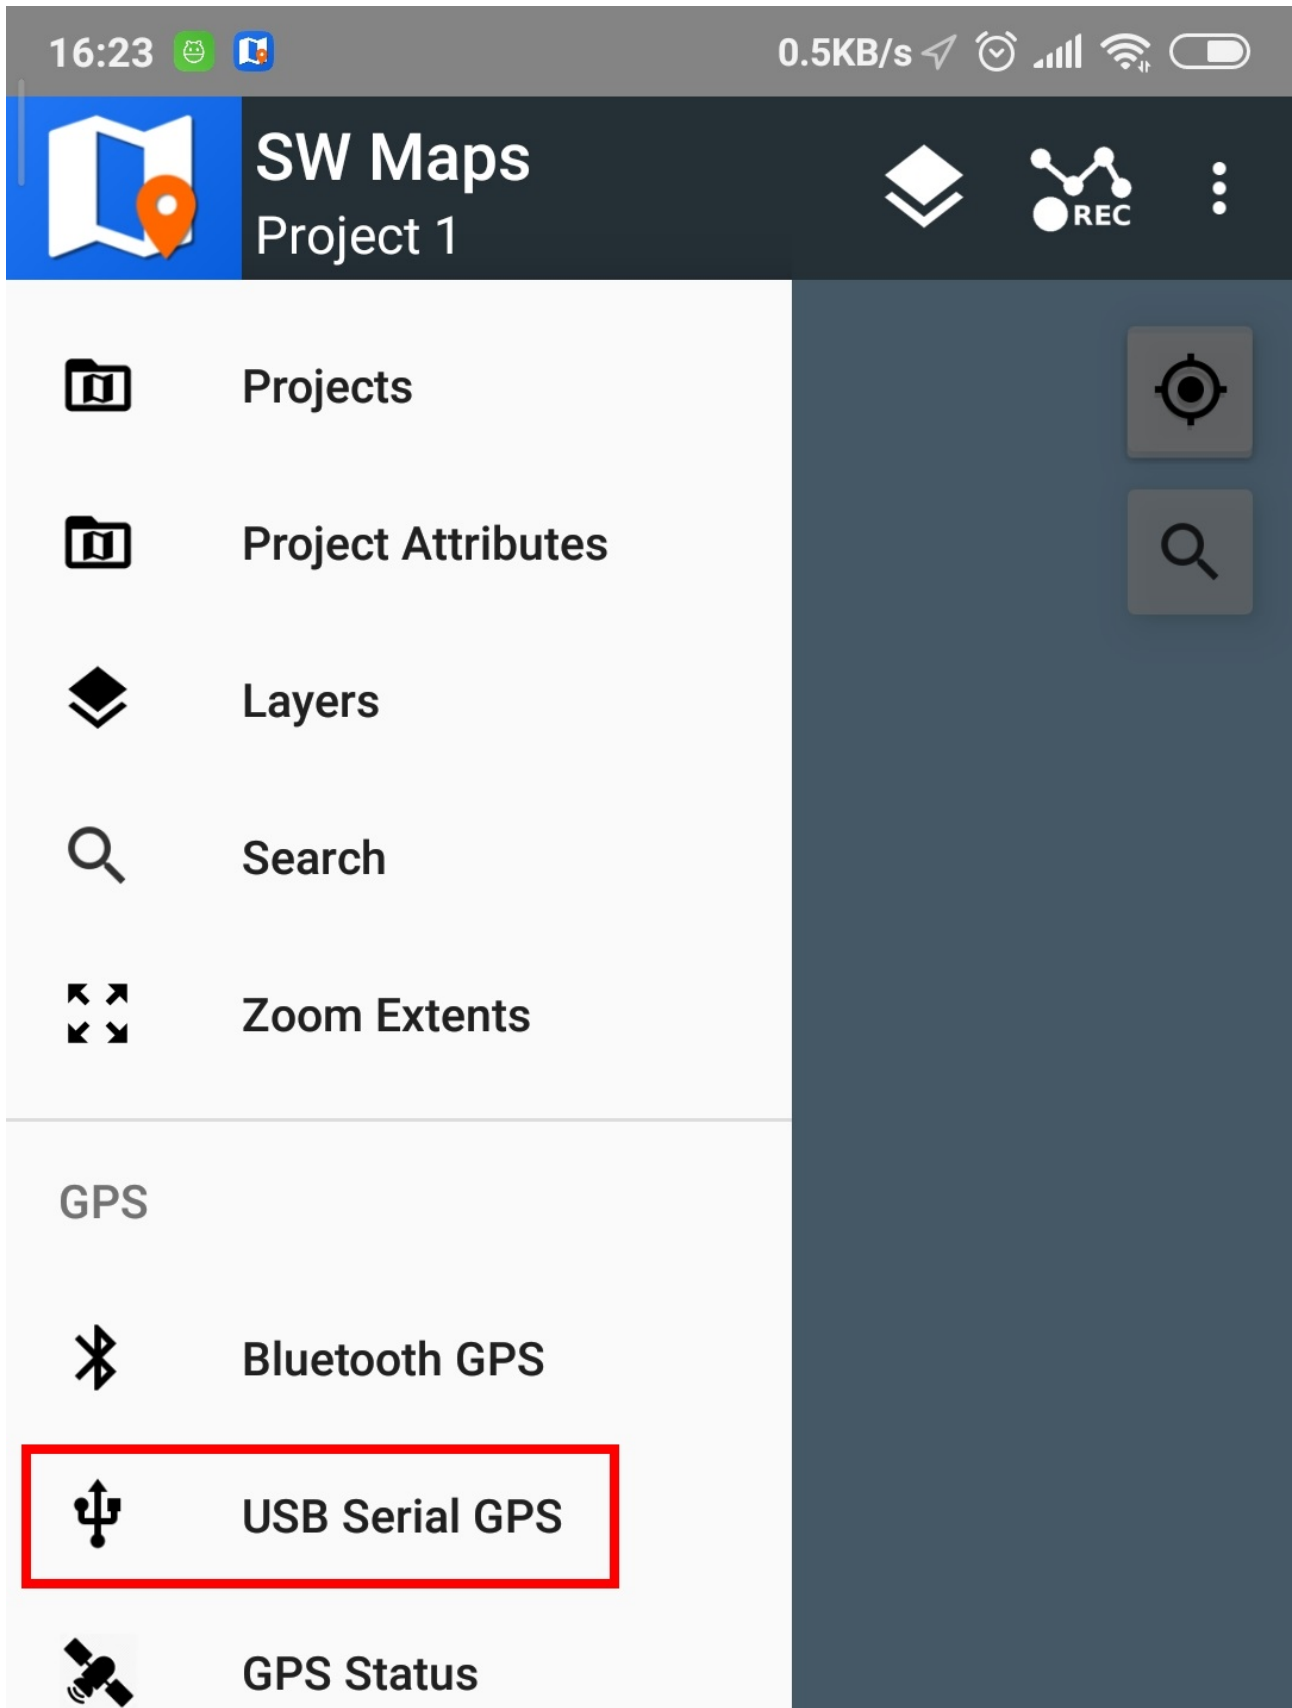 16:23 0.5KB/s
SW Maps
Project 1
REC
Projects
Project Attributes
Layers
Search
Zoom Extents
GPS
Bluetooth GPS
USB Serial GPS
GPS Status